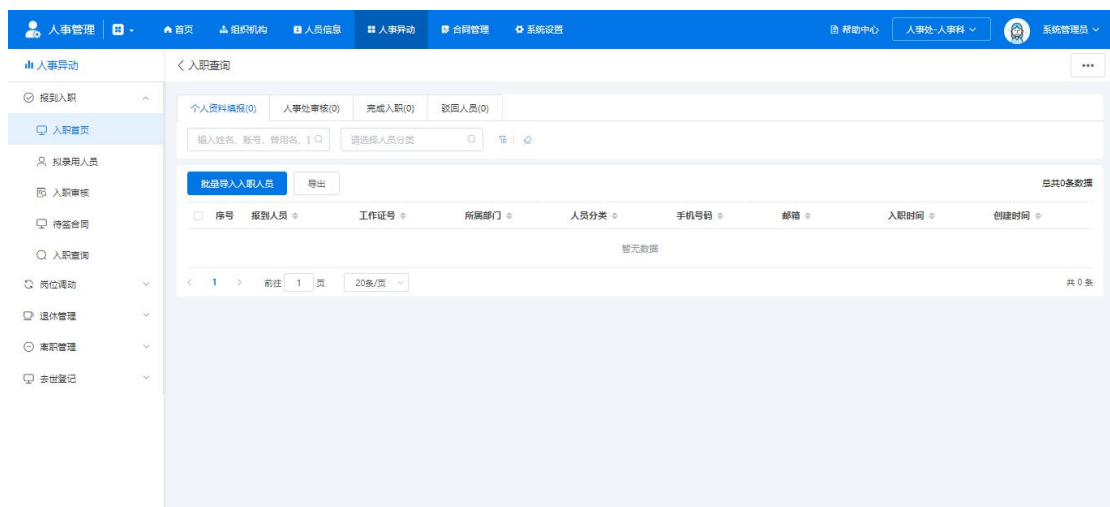 人事管理 首页 组织机构 人员信息 人事异动 合同管理 系统设置 帮助中心 人事处-人事科 系统管理员
人事异动 入职查询
报到入职
入职首页
拟录用人员
入职审核
待签合同
入职查询
岗位调动
退休管理
离职管理
去世登记
个人资料填报(0) 人事处审核(0) 完成入职(0) 驳回人员(0)
输入姓名、账号、曾用名、 请选择人员分类
批量导入入职人员 导出 总共0条数据
序号 报到人员 工作证号 所属部门 人员分类 手机号码 邮箱 入职时间 创建时间
暂无数据
1 前往 1 页 20条/页 共 0 条